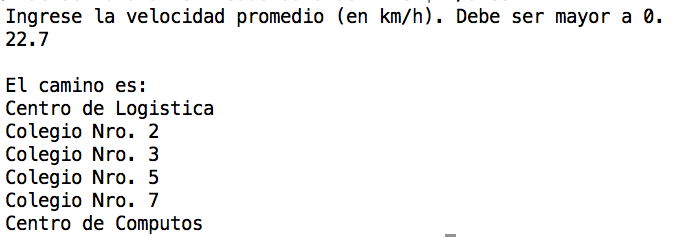 Ingrese la velocidad promedio (en km/h). Debe ser mayor a 0.
22.7
El camino es:
Centro de Logistica
Colegio Nro. 2
Colegio Nro. 3
Colegio Nro. 5
Colegio Nro. 7
Centro de Computos